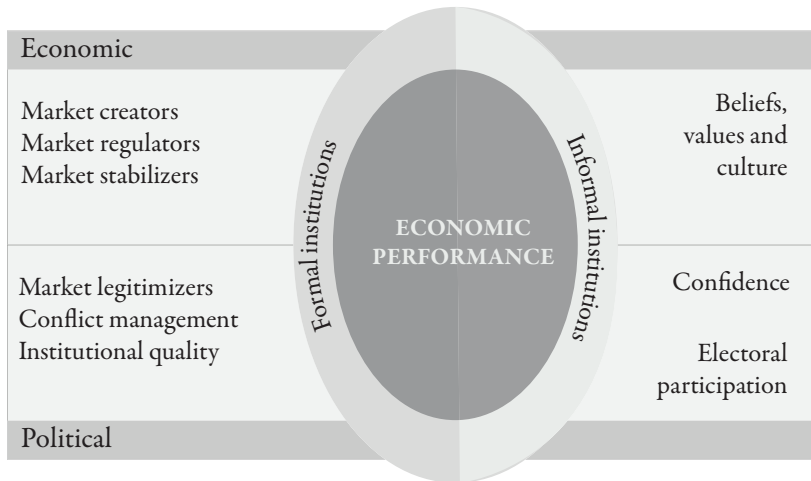 Economic
Market creators
Market regulators
Market stabilizers
Beliefs,
values and
culture
Formal institutions
ECONOMIC
PERFORMANCE
Informal institutions
Market legitimizers
Conflict management
Institutional quality
Confidence
Electoral
participation
Political